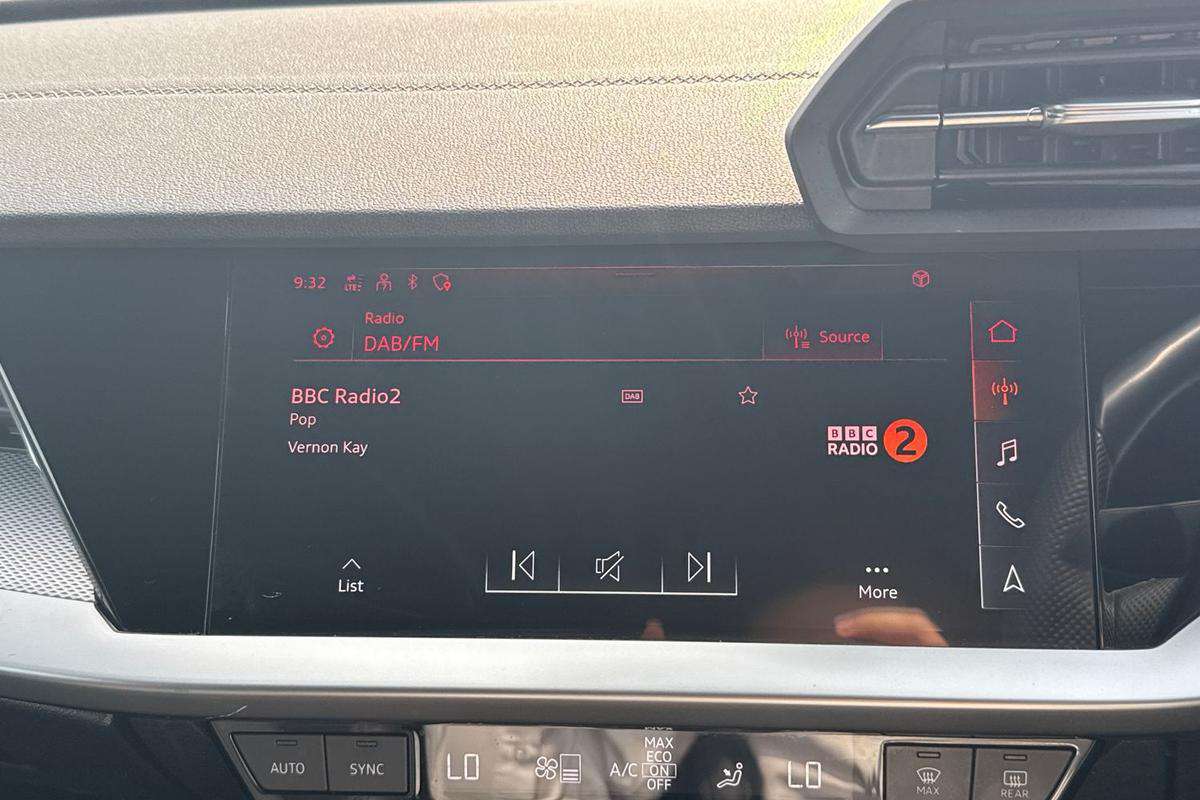 9:32 LTE
Radio
DAB/FM
Source
BBC Radio2
DAB
Pop
Vernon Kay
BBC
RADIO 2
List
More
AUTO
SYNC
LO
A/C
MAX
ECO
ON
OFF
LO
MAX
REAR